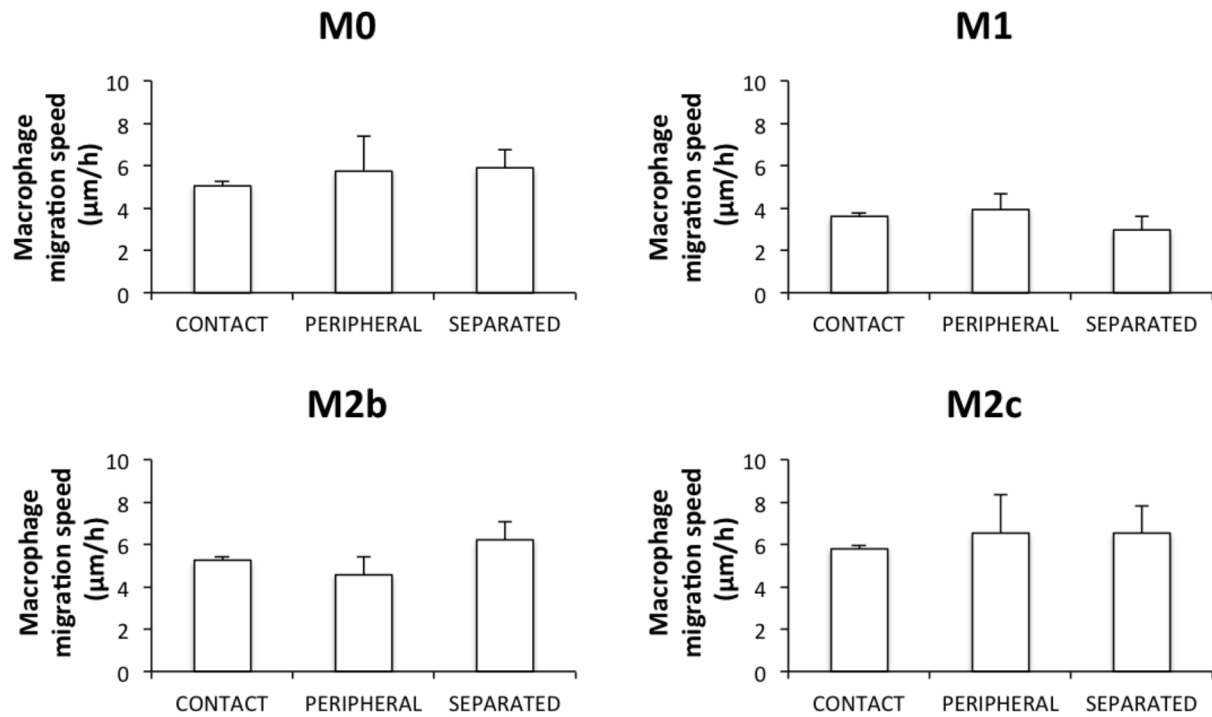 M0
Macrophage
migration speed
(µm/h)
10
8
6
4
2
0
CONTACT PERIPHERAL SEPARATED
M1
Macrophage
migration speed
(µm/h)
10
8
6
4
2
0
CONTACT PERIPHERAL SEPARATED
M2b
Macrophage
migration speed
(µm/h)
10
8
6
4
2
0
CONTACT PERIPHERAL SEPARATED
M2c
Macrophage
migration speed
(µm/h)
10
8
6
4
2
0
CONTACT PERIPHERAL SEPARATED